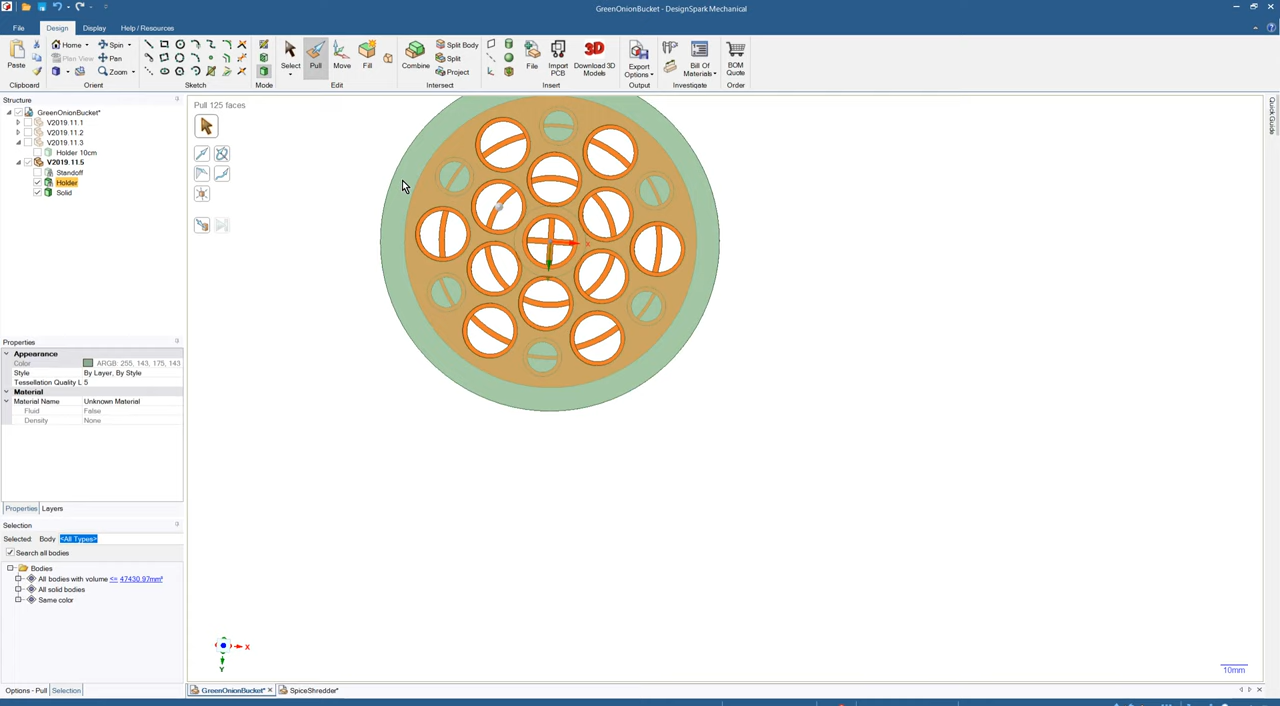 GreenOnionBucket - DesignSpark Mechanical
File
Design
Display
Help / Resources
Paste
Home
Spin
Plan View
Pan
Zoom
Orient
Sketch
Mode
Select
Pull
Move
Fill
Edit
Combine
Split Body
Split
Project
Intersect
File
Import PCB
3D
Download 3D Models
Insert
Export Options
Output
Bill Of Materials
Investigate
BOM Quote
Order
Structure
GreenOnionBucket*
V2019.11.1
V2019.11.2
V2019.11.3
Holder 10cm
V2019.11.5
Standoff
Holder
Solid
Pull 125 faces
X
Quick Guide
Properties
Appearance
Color ARGB: 255, 143, 175, 143
Style By Layer, By Style
Tessellation Quality L 5
Material
Material Name Unknown Material
Fluid False
Density None
Properties
Layers
Selection
Selected: Body <All Types>
Search all bodies
Bodies
All bodies with volume <= 47430.97mm³
All solid bodies
Same color
X
Y
10mm
Options - Pull
Selection
GreenOnionBucket*
SpiceShredder*